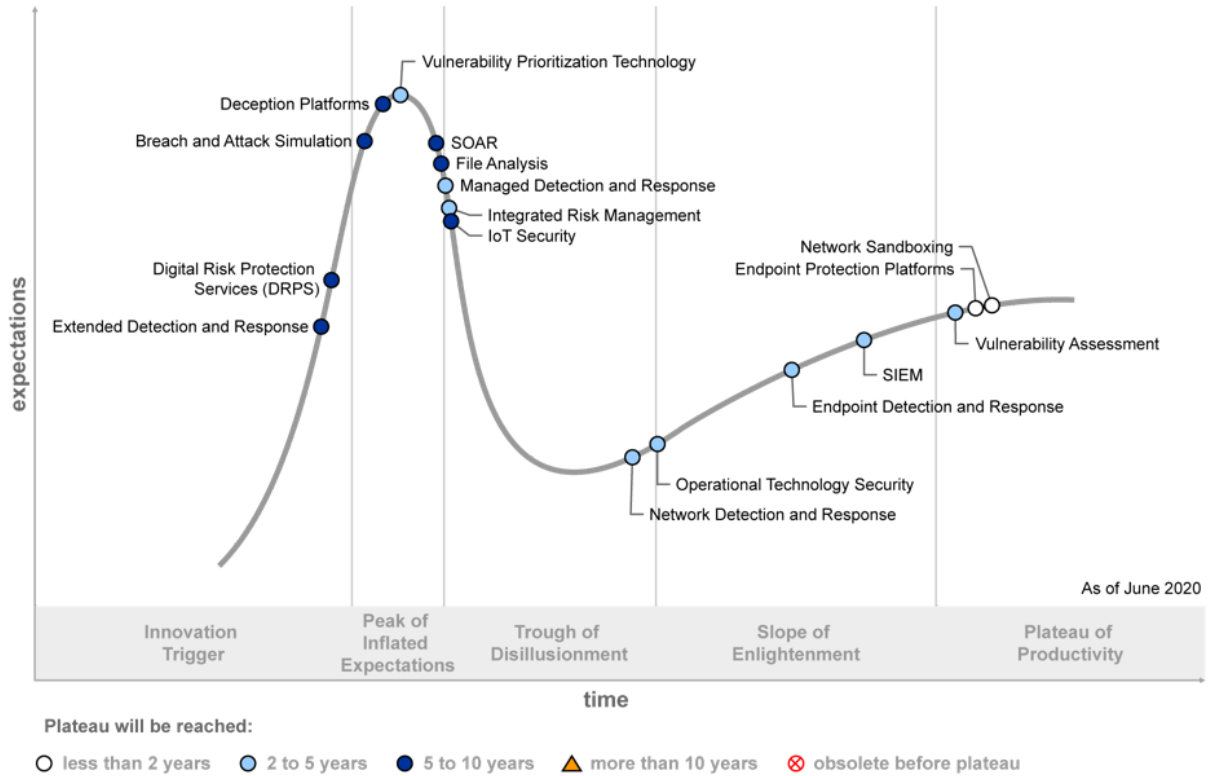 Vulnerability Prioritization Technology
Deception Platforms
Breach and Attack Simulation
SOAR
File Analysis
Managed Detection and Response
Integrated Risk Management
IoT Security
Digital Risk Protection
Services (DRPS)
Extended Detection and Response
Network Sandboxing
Endpoint Protection Platforms
Vulnerability Assessment
SIEM
Endpoint Detection and Response
Operational Technology Security
Network Detection and Response
expectations
As of June 2020
Innovation
Trigger
Peak of
Inflated
Expectations
Trough of
Disillusionment
Slope of
Enlightenment
Plateau of
Productivity
time
Plateau will be reached:
less than 2 years
2 to 5 years
5 to 10 years
more than 10 years
obsolete before plateau